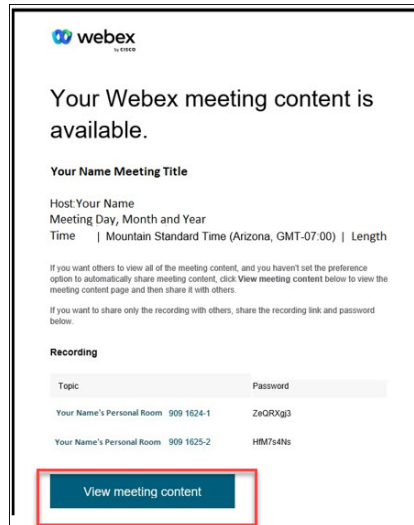 webex
by CISCO
Your Webex meeting content is
available.
Your Name Meeting Title
Host:Your Name
Meeting Day, Month and Year
Time | Mountain Standard Time (Arizona, GMT-07:00) | Length
If you want others to view all of the meeting content, and you haven't set the preference
option to automatically share meeting content, click View meeting content below to view the
meeting content page and then share it with others.
If you want to share only the recording with others, share the recording link and password
below.
Recording
Topic Password
Your Name's Personal Room 909 1624-1 ZeQRXgj3
Your Name's Personal Room 909 1625-2 HfM7s4Ns
View meeting content